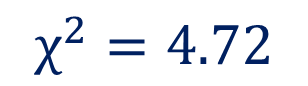 χ² = 4.72